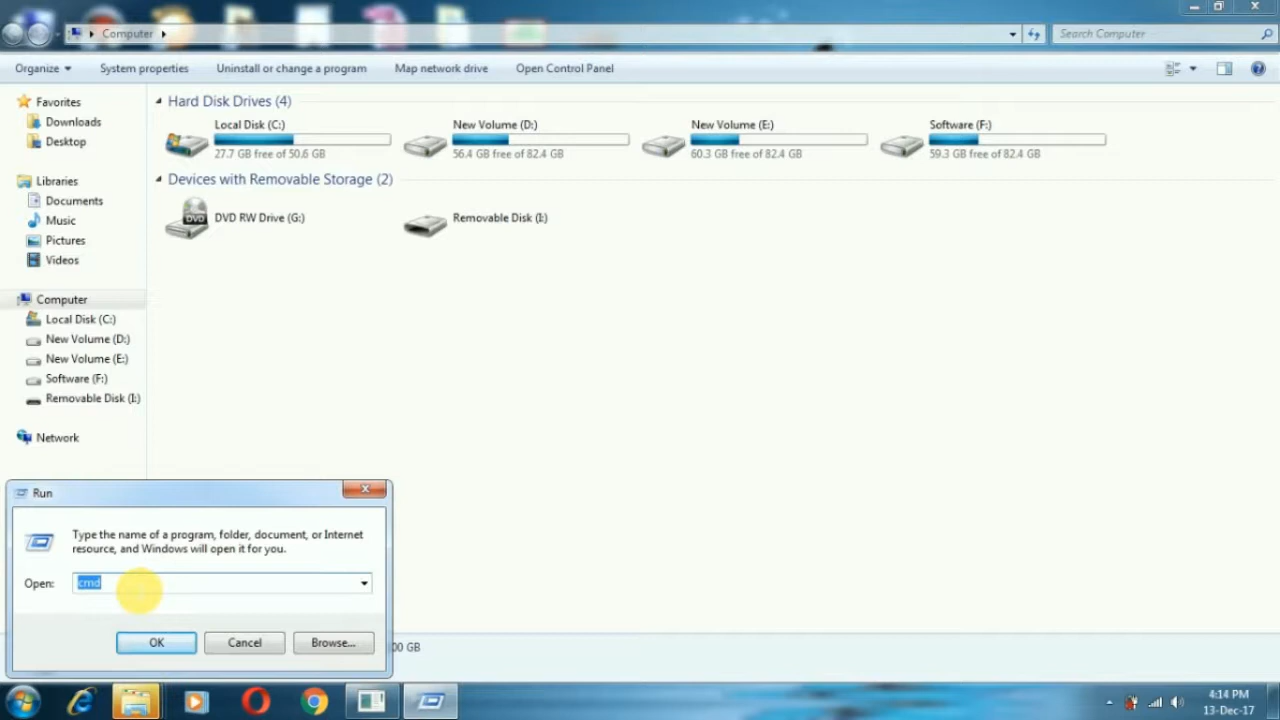 Computer
Search Computer
Organize
System properties
Uninstall or change a program
Map network drive
Open Control Panel
Favorites
Downloads
Desktop
Libraries
Documents
Music
Pictures
Videos
Computer
Local Disk (C:)
New Volume (D:)
New Volume (E:)
Software (F:)
Removable Disk (I:)
Network
Hard Disk Drives (4)
Local Disk (C:)
27.7 GB free of 50.6 GB
New Volume (D:)
56.4 GB free of 82.4 GB
New Volume (E:)
60.3 GB free of 82.4 GB
Software (F:)
59.3 GB free of 82.4 GB
Devices with Removable Storage (2)
DVD
DVD RW Drive (G:)
Removable Disk (I:)
Run
Type the name of a program, folder, document, or Internet
resource, and Windows will open it for you.
Open:
cmd
OK
Cancel
Browse...
00 GB
4:14 PM
13-Dec-17